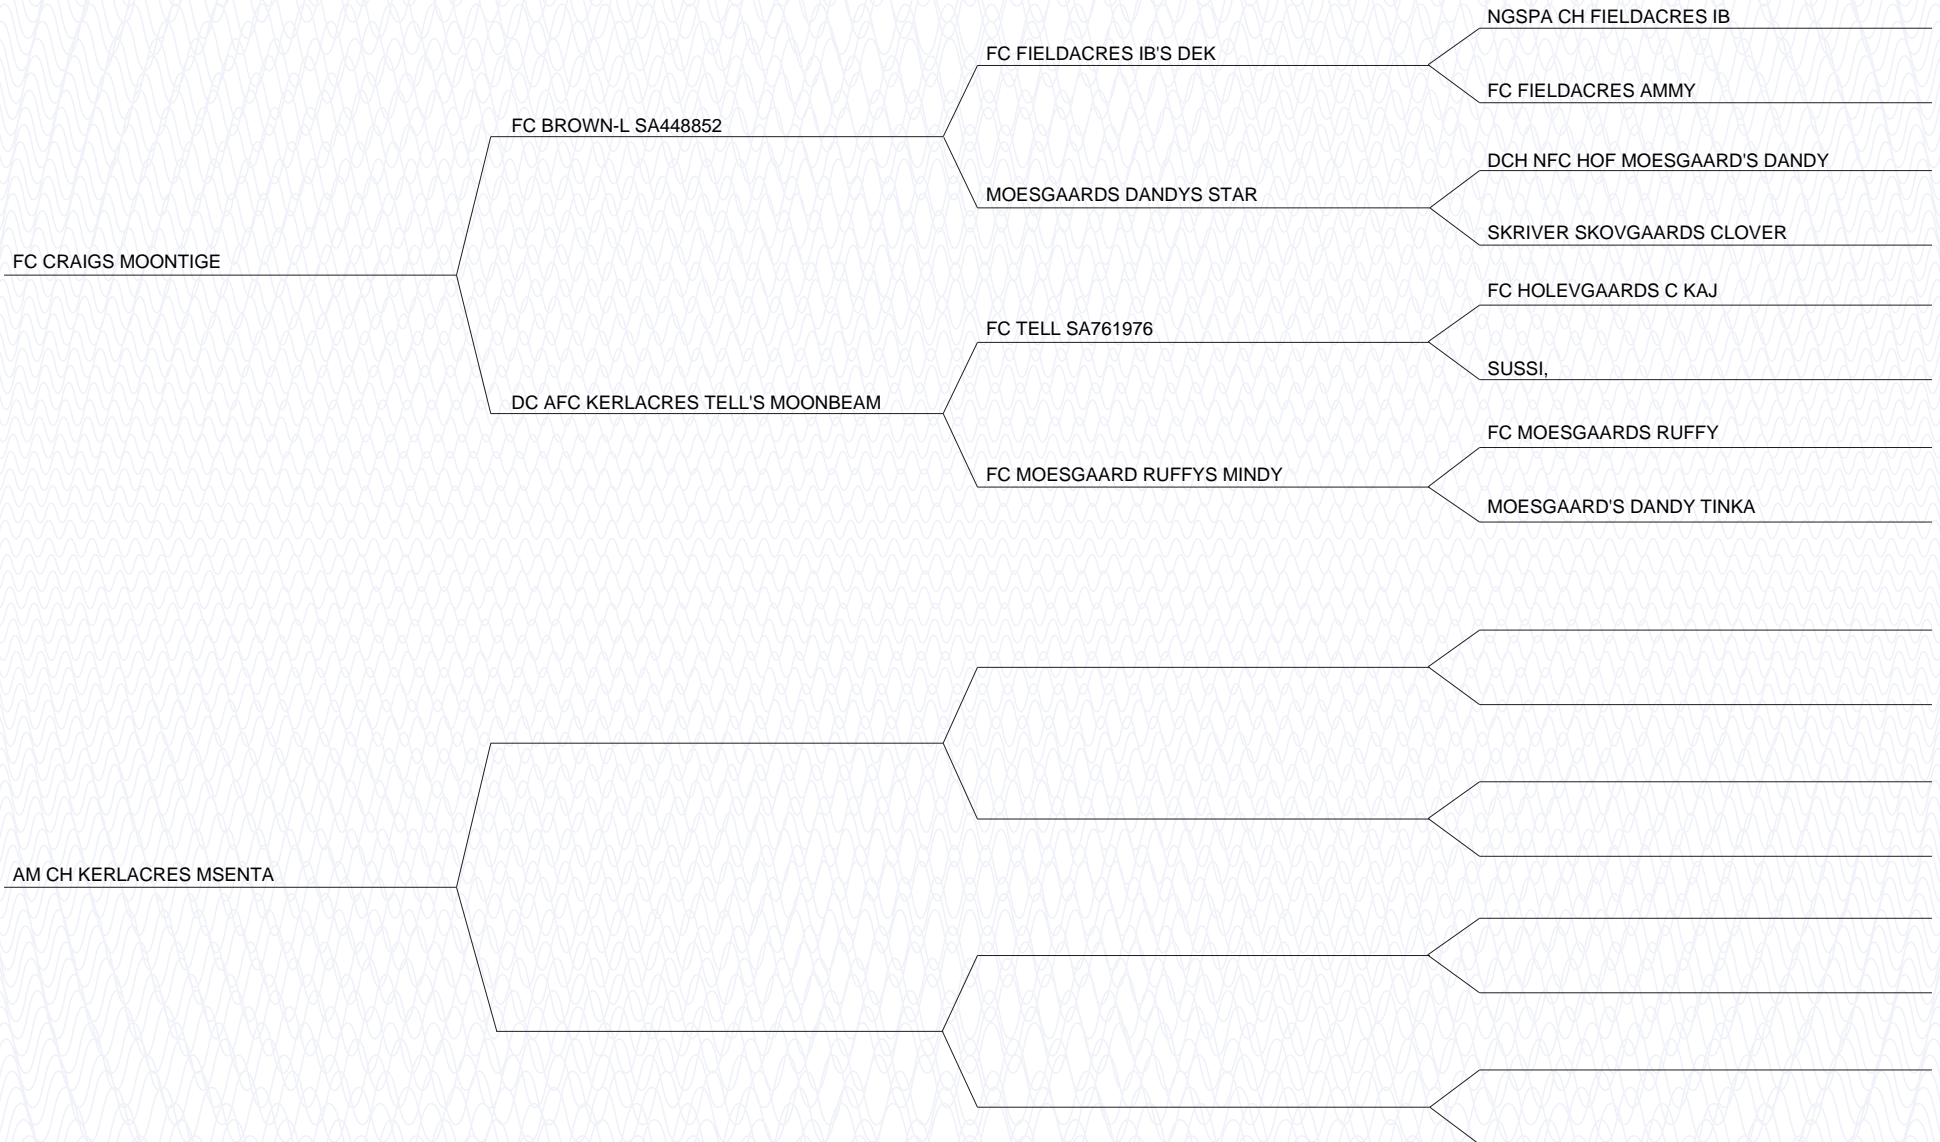 NGSPA CH FIELDACRES IB
FC FIELDACRES IB'S DEK
FC FIELDACRES AMMY
FC BROWN-L SA448852
DCH NFC HOF MOESGAARD'S DANDY
MOESGAARDS DANDYS STAR
SKRIVER SKOVGAARDS CLOVER
FC CRAIGS MOONTIGE
FC HOLEVGAARDS C KAJ
FC TELL SA761976
SUSSI,
DC AFC KERLACRES TELL'S MOONBEAM
FC MOESGAARDS RUFFY
FC MOESGAARD RUFFYS MINDY
MOESGAARD'S DANDY TINKA
AM CH KERLACRES MSENTA